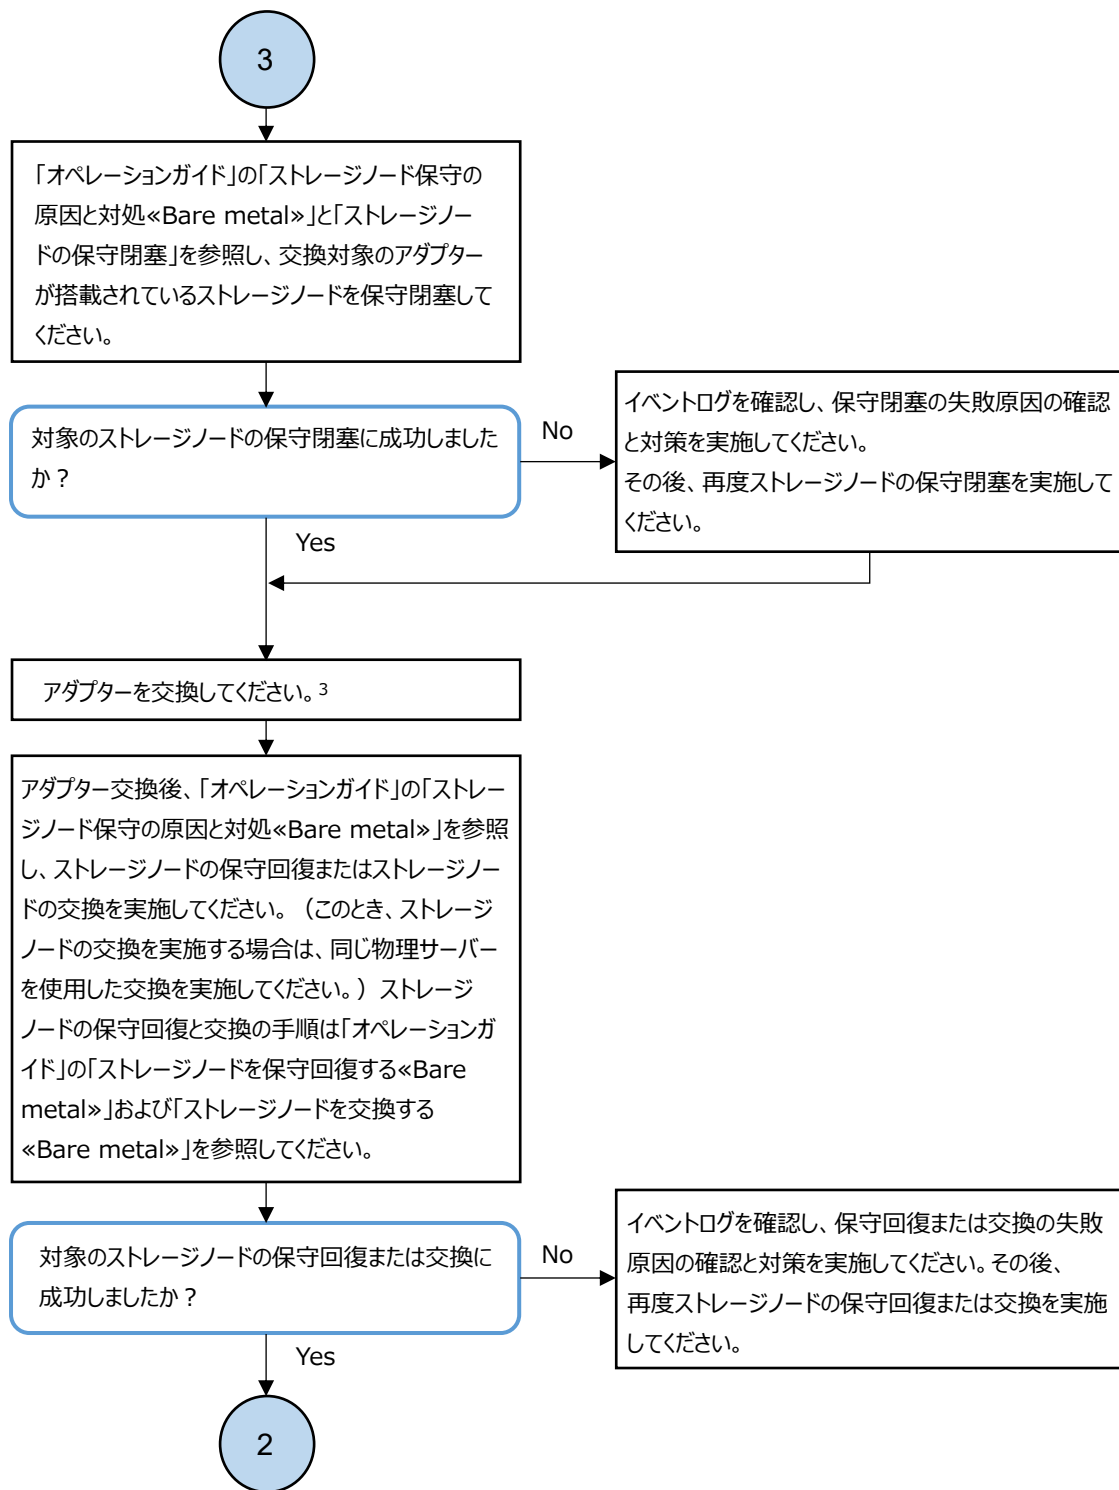 3
「オペレーションガイド」の「ストレージノード保守の
原因と対処«Bare metal»」と「ストレージノー
ドの保守閉塞」を参照し、交換対象のアダプター
が搭載されているストレージノードを保守閉塞して
ください。
対象のストレージノードの保守閉塞に成功しました
か？
No
イベントログを確認し、保守閉塞の失敗原因の確認
と対策を実施してください。
その後、再度ストレージノードの保守閉塞を実施して
ください。
Yes
アダプターを交換してください。3
アダプター交換後、「オペレーションガイド」の「ストレー
ジノード保守の原因と対処«Bare metal»」を参照
し、ストレージノードの保守回復またはストレージノー
ドの交換を実施してください。（このとき、ストレージ
ノードの交換を実施する場合は、同じ物理サーバー
を使用した交換を実施してください。）ストレージ
ノードの保守回復と交換の手順は「オペレーションガ
イド」の「ストレージノードを保守回復する«Bare
metal»」および「ストレージノードを交換する
«Bare metal»」を参照してください。
対象のストレージノードの保守回復または交換に
成功しましたか？
No
イベントログを確認し、保守回復または交換の失敗
原因の確認と対策を実施してください。その後、
再度ストレージノードの保守回復または交換を実施
してください。
Yes
2